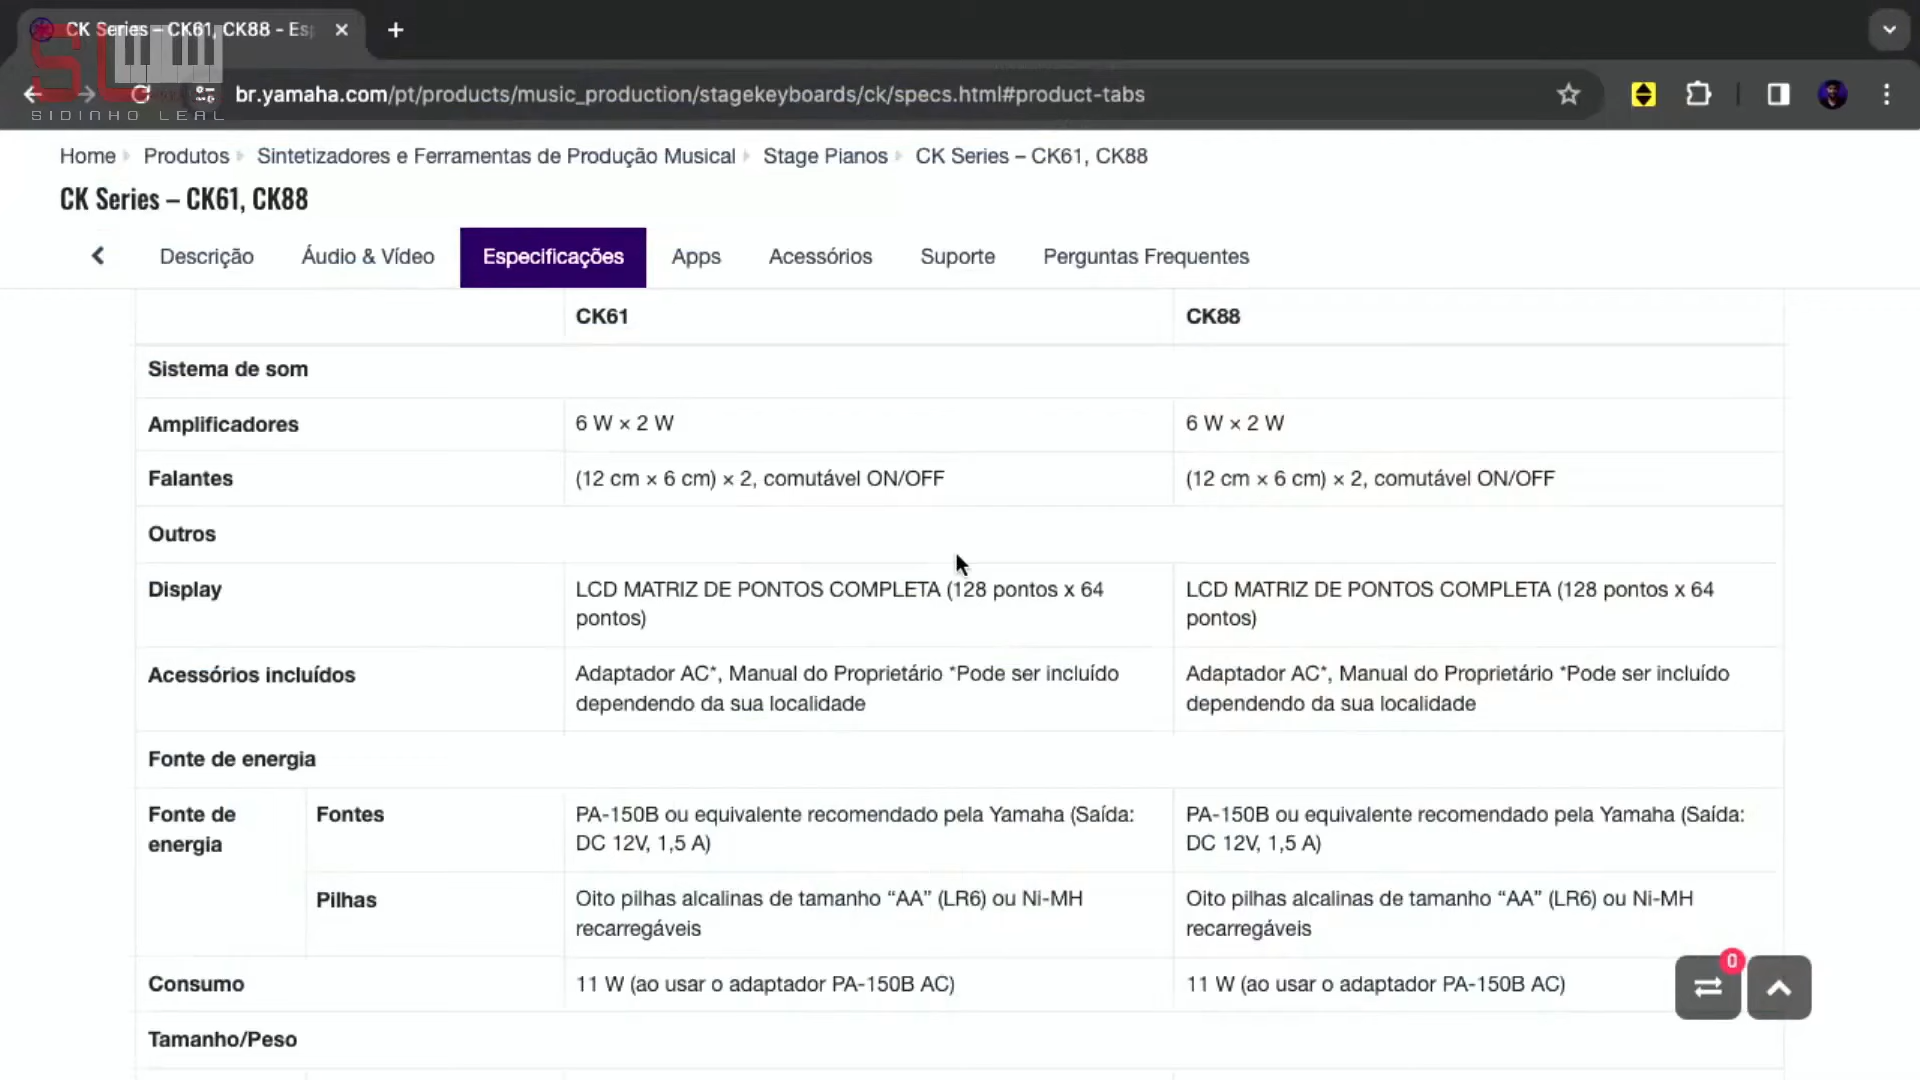 CK Series – CK61, CK88 - Es
SL
SIDINHO LEAL
br.yamaha.com/pt/products/music_production/stagekeyboards/ck/specs.html#product-tabs
Home Produtos Sintetizadores e Ferramentas de Produção Musical Stage Pianos CK Series – CK61, CK88
CK Series – CK61, CK88
Descrição Áudio & Vídeo Especificações Apps Acessórios Suporte Perguntas Frequentes
CK61 CK88
Sistema de som
Amplificadores 6 W × 2 W 6 W × 2 W
Falantes (12 cm × 6 cm) × 2, comutável ON/OFF (12 cm × 6 cm) × 2, comutável ON/OFF
Outros
Display LCD MATRIZ DE PONTOS COMPLETA (128 pontos x 64 LCD MATRIZ DE PONTOS COMPLETA (128 pontos x 64
pontos) pontos)
Acessórios incluídos Adaptador AC*, Manual do Proprietário *Pode ser incluído Adaptador AC*, Manual do Proprietário *Pode ser incluído
dependendo da sua localidade dependendo da sua localidade
Fonte de energia
Fonte de Fontes PA-150B ou equivalente recomendado pela Yamaha (Saída: PA-150B ou equivalente recomendado pela Yamaha (Saída:
energia DC 12V, 1,5 A) DC 12V, 1,5 A)
Pilhas Oito pilhas alcalinas de tamanho “AA” (LR6) ou Ni-MH Oito pilhas alcalinas de tamanho “AA” (LR6) ou Ni-MH
recarregáveis recarregáveis
0
Consumo 11 W (ao usar o adaptador PA-150B AC) 11 W (ao usar o adaptador PA-150B AC)
Tamanho/Peso